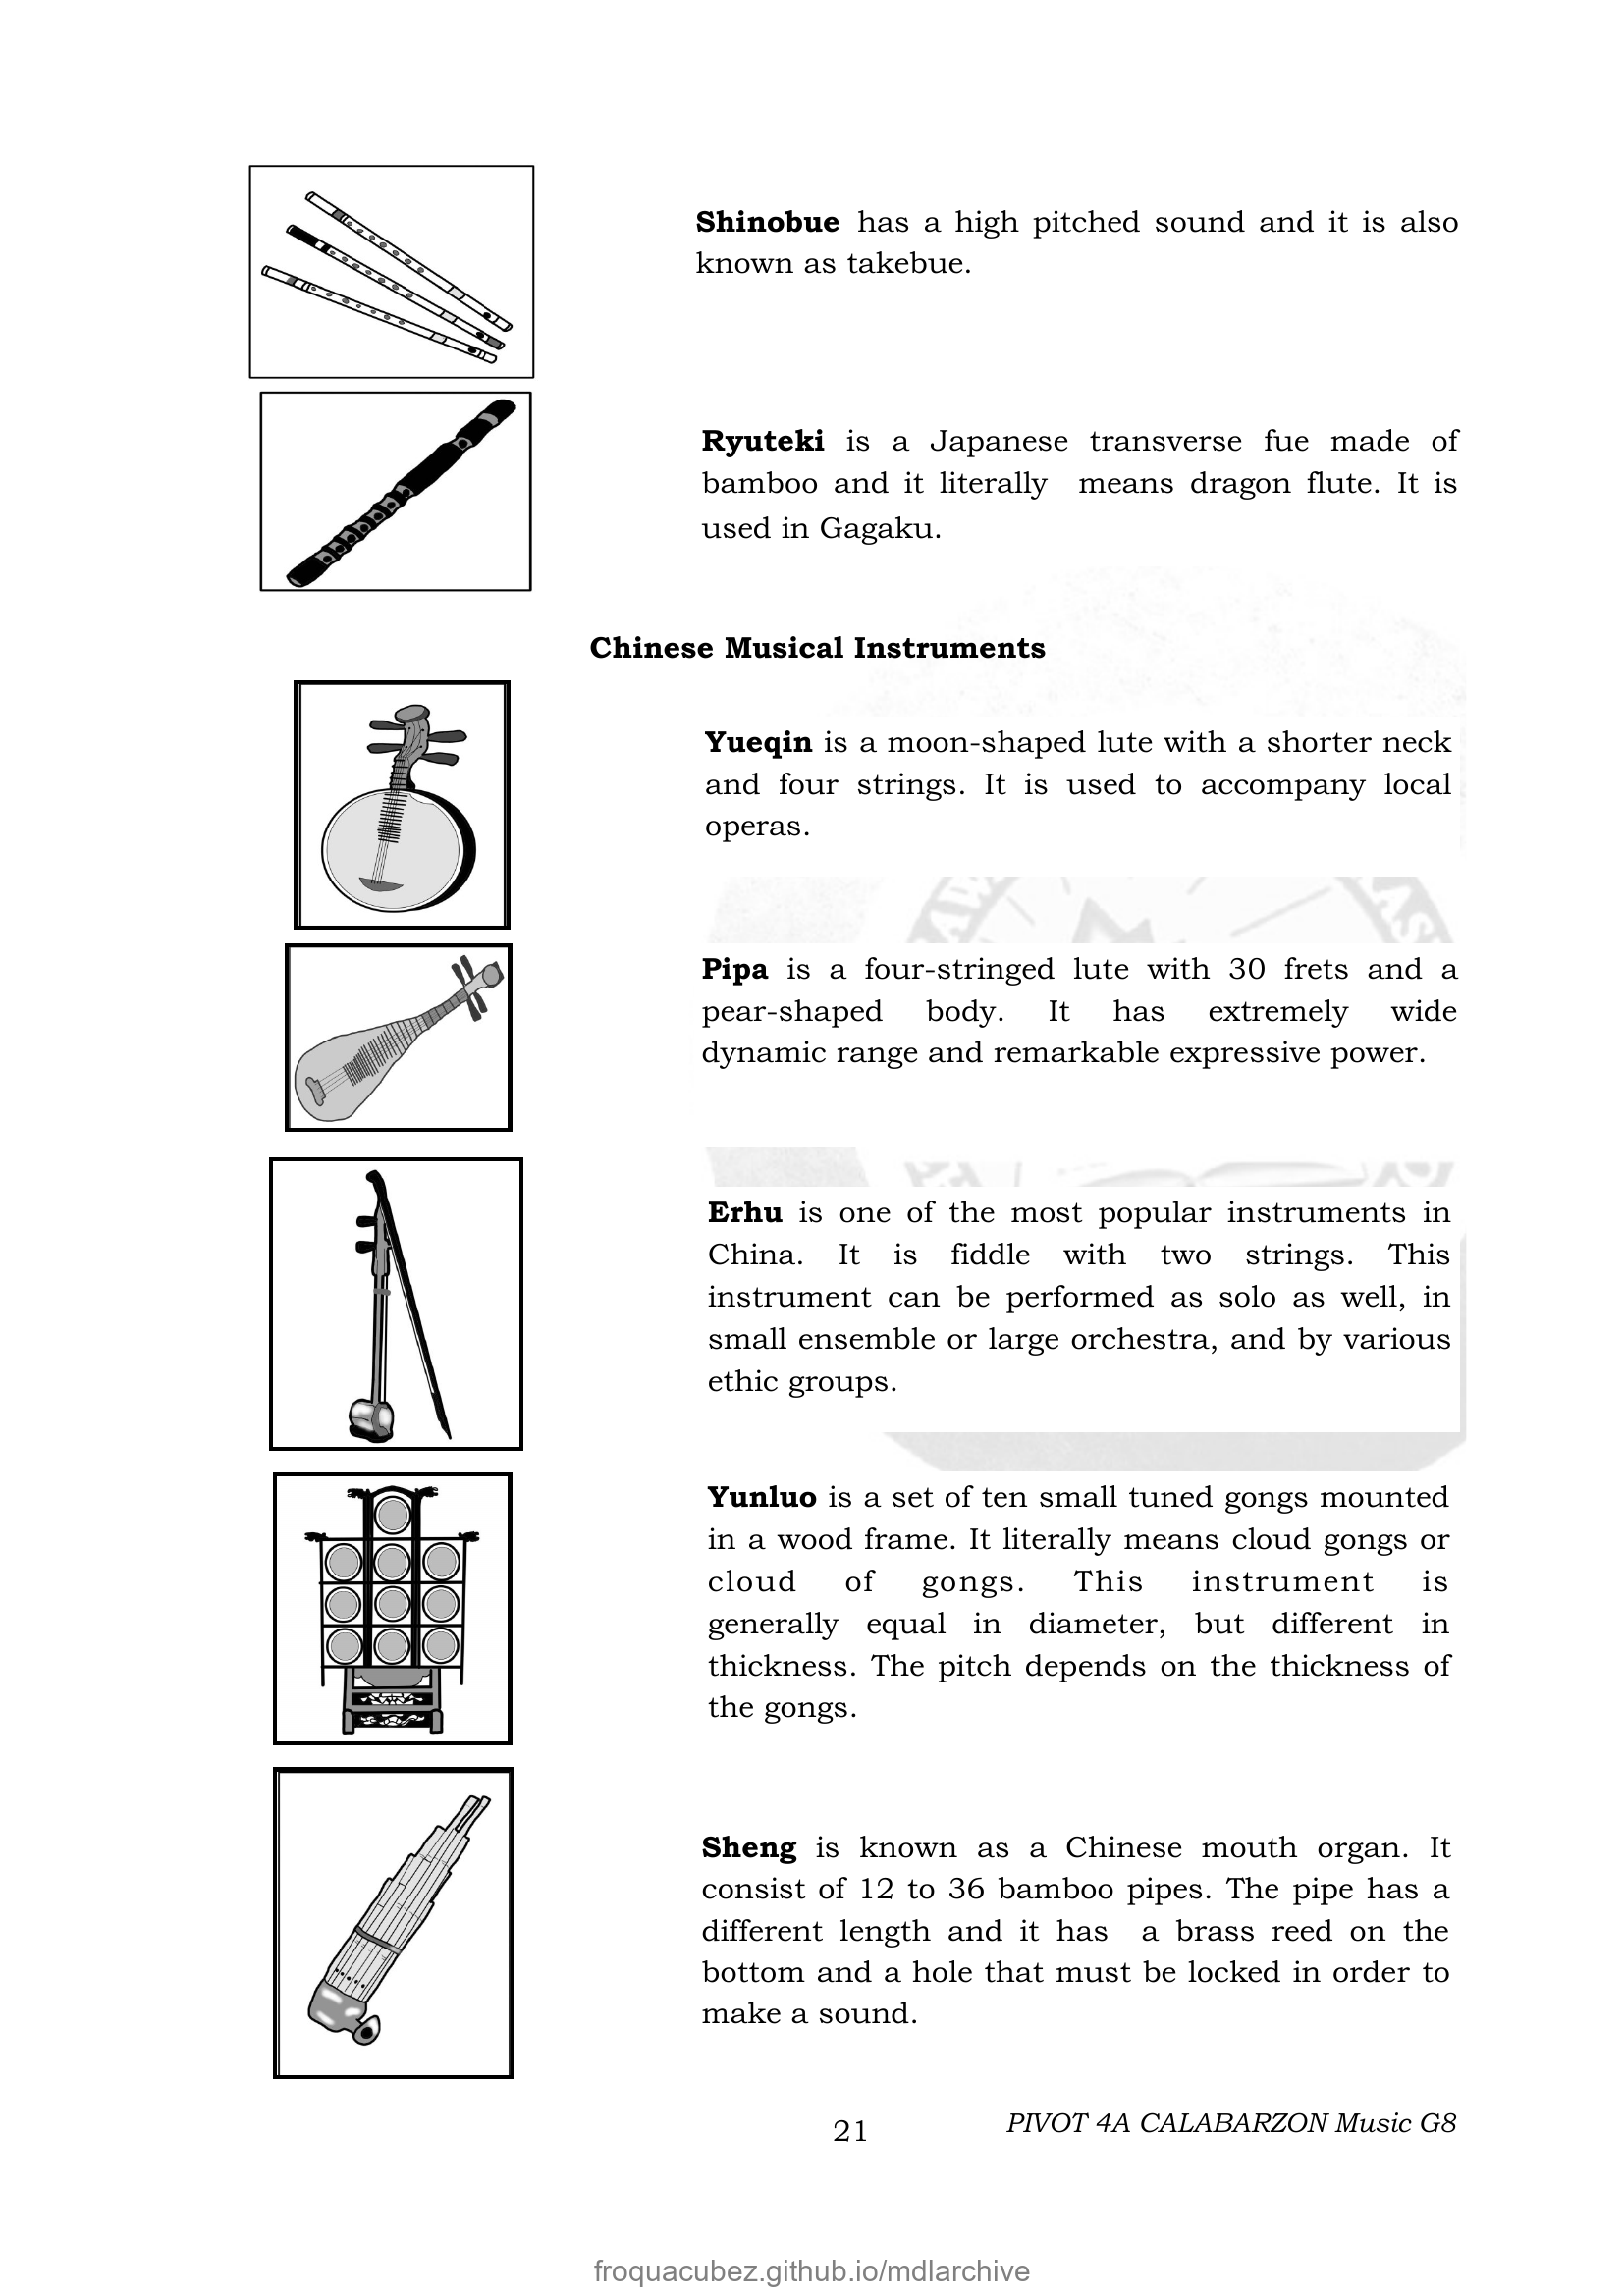 Shinobue has a high pitched sound and it is also
known as takebue.
Ryuteki is a Japanese transverse fue made of
bamboo and it literally means dragon flute. It is
used in Gagaku.
Chinese Musical Instruments
Yueqin is a moon-shaped lute with a shorter neck
and four strings. It is used to accompany local
operas.
Pipa is a four-stringed lute with 30 frets and a
pear-shaped body. It has extremely wide
dynamic range and remarkable expressive power.
Erhu is one of the most popular instruments in
China. It is fiddle with two strings. This
instrument can be performed as solo as well, in
small ensemble or large orchestra, and by various
ethic groups.
Yunluo is a set of ten small tuned gongs mounted
in a wood frame. It literally means cloud gongs or
cloud of gongs. This instrument is
generally equal in diameter, but different in
thickness. The pitch depends on the thickness of
the gongs.
Sheng is known as a Chinese mouth organ. It
consist of 12 to 36 bamboo pipes. The pipe has a
different length and it has a brass reed on the
bottom and a hole that must be locked in order to
make a sound.
21
PIVOT 4A CALABARZON Music G8
froquacubez.github.io/mdlarchive